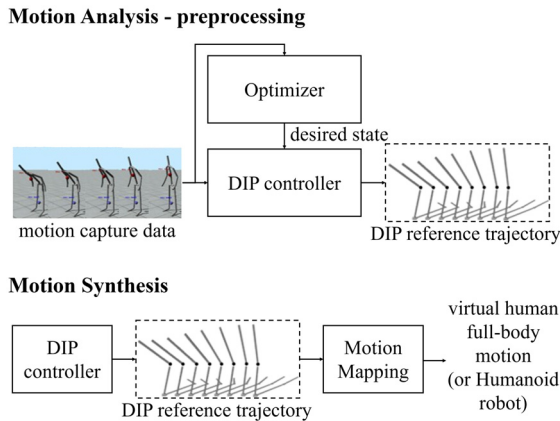 Motion Analysis - preprocessing
Optimizer
desired state
DIP controller
motion capture data
DIP reference trajectory
Motion Synthesis
DIP
controller
DIP reference trajectory
Motion
Mapping
virtual human
full-body
motion
(or Humanoid
robot)